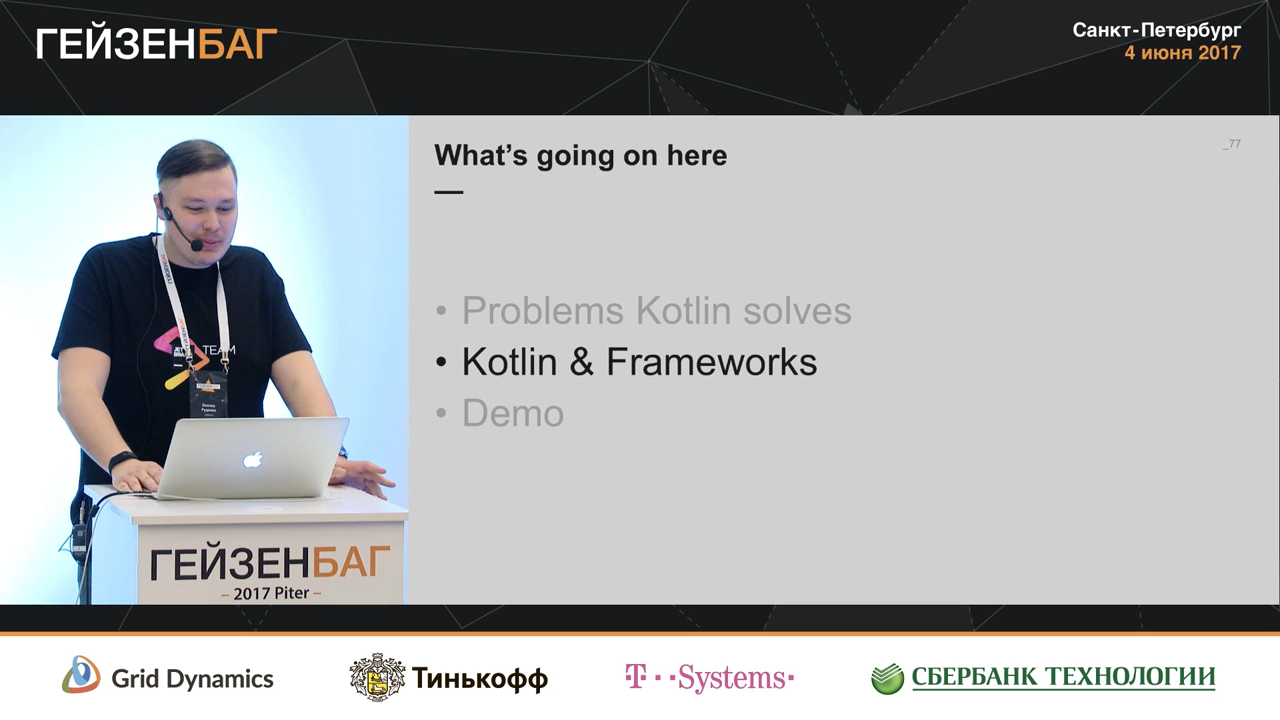 ГЕЙЗЕНБАГ
Санкт-Петербург
4 июня 2017
What's going on here
_77
—
• Problems Kotlin solves
• Kotlin & Frameworks
• Demo
TEAM
ГЕЙЗЕНБАГ
– 2017 Piter –
Grid Dynamics
Тинькофф
T··Systems·
СБЕРБАНК ТЕХНОЛОГИИ